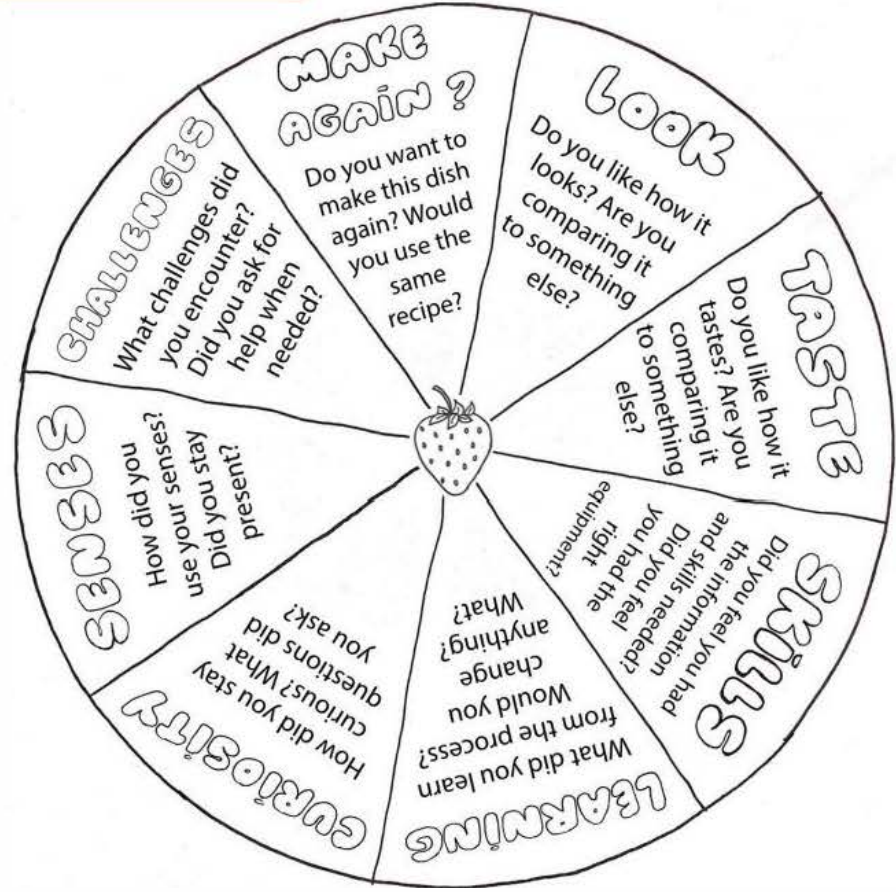 MAKE
AGAIN?
Do you want to
make this dish
again? Would
you use the
same
recipe?
LOOK
Do you like how it
looks? Are you
comparing it
to something
else?
TASTE
Do you like how it
tastes? Are you
comparing it
to something
else?
SKILLS
Did you feel you had
the information
and skills needed?
Did you feel
you had the
right
equipment?
LEARNING
What did you learn
from the process?
Would you
change
anything?
What?
CURIOSITY
How did you stay
curious? What
questions did
you ask?
SENSES
How did you
use your senses?
Did you stay
present?
CHALLENGES
What challenges did
you encounter?
Did you ask for
help when
needed?